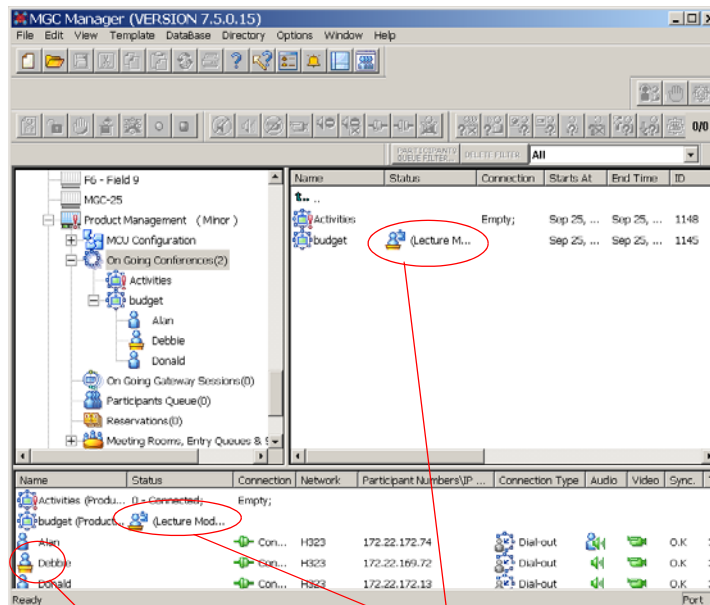 MGC Manager (VERSION 7.5.0.15)
File Edit View Template DataBase Directory Options Window Help
0/0
PARTICIPANTS QUEUE FILTER... DELETE FILTER All
F6 - Field 9
MGC-25
Product Management (Minor )
MCU Configuration
On Going Conferences(2)
Activities
budget
Alan
Debbie
Donald
On Going Gateway Sessions(0)
Participants Queue(0)
Reservations(0)
Meeting Rooms, Entry Queues & S
Name Status Connection Starts At End Time ID
..
Activities Empty; Sep 25, ... Sep 25, ... 1148
budget (Lecture M... Sep 25, ... Sep 25, ... 1145
Name Status Connection Network Participant Numbers\IP ... Connection Type Audio Video Sync.
Activities (Produ... 0 - Connected; Empty;
budget (Product... (Lecture Mod...
Alan Con... H323 172.22.172.74 Dial-out O.K
Debbie Con... H323 172.22.169.72 Dial-out O.K
Donald Con... H323 172.22.172.13 Dial-out O.K
Ready Port